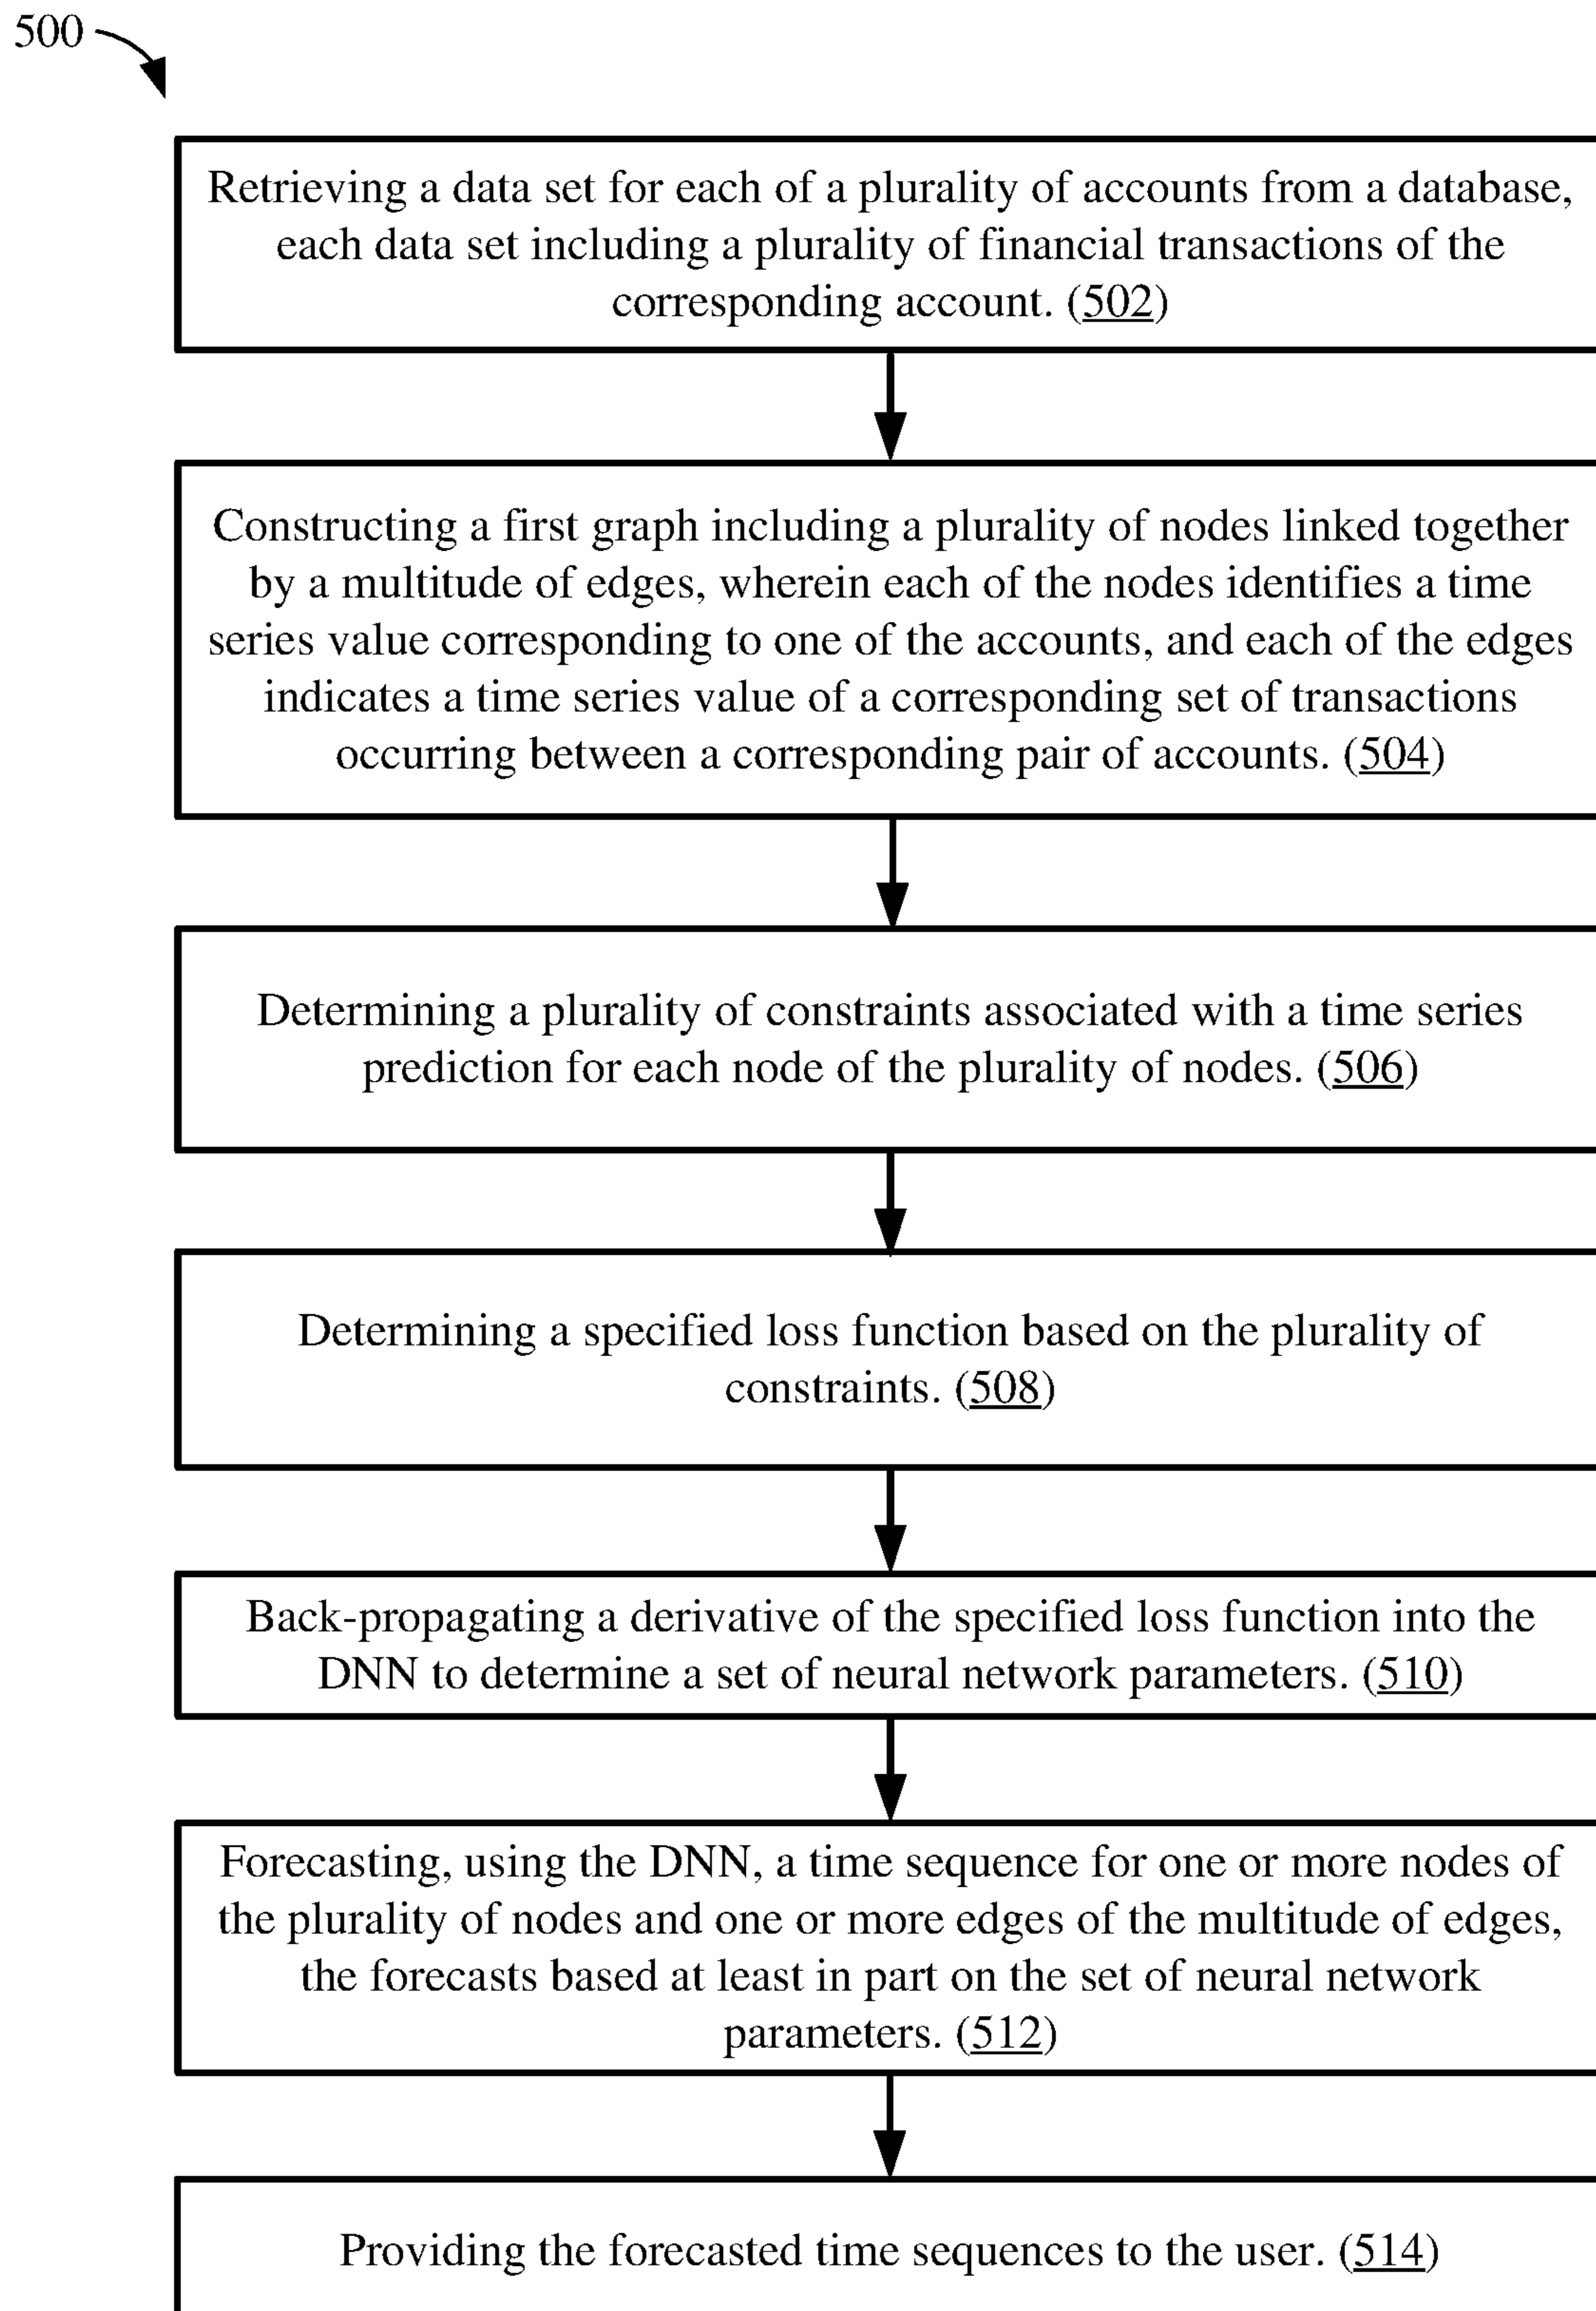 500
Retrieving a data set for each of a plurality of accounts from a database,
each data set including a plurality of financial transactions of the
corresponding account. (502)
Constructing a first graph including a plurality of nodes linked together
by a multitude of edges, wherein each of the nodes identifies a time
series value corresponding to one of the accounts, and each of the edges
indicates a time series value of a corresponding set of transactions
occurring between a corresponding pair of accounts. (504)
Determining a plurality of constraints associated with a time series
prediction for each node of the plurality of nodes. (506)
Determining a specified loss function based on the plurality of
constraints. (508)
Back-propagating a derivative of the specified loss function into the
DNN to determine a set of neural network parameters. (510)
Forecasting, using the DNN, a time sequence for one or more nodes of
the plurality of nodes and one or more edges of the multitude of edges,
the forecasts based at least in part on the set of neural network
parameters. (512)
Providing the forecasted time sequences to the user. (514)